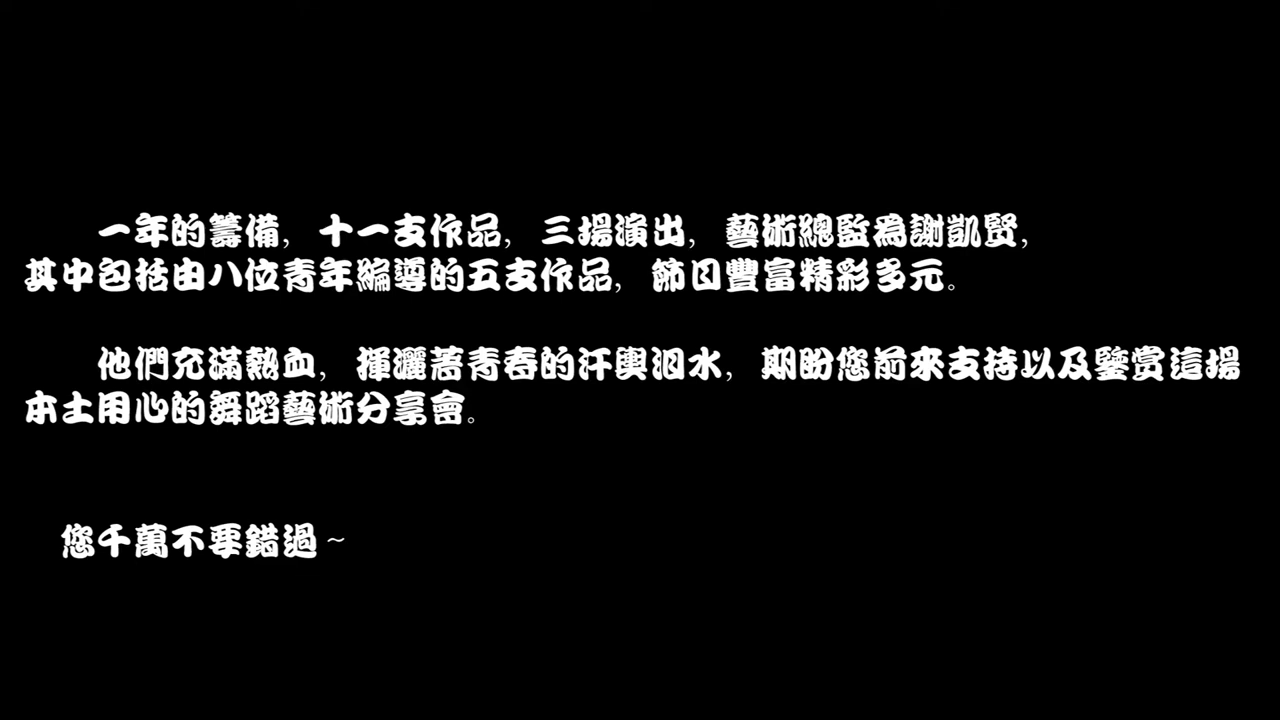 一年的籌備，十一支作品，三場演出，藝術總監為謝凱賢，
其中包括由八位青年編導的五支作品，節目豐富精彩多元。
他們充滿熱血，揮灑著青春的汗與淚水，期盼您前來支持以及鑒賞這場
本土用心的舞蹈藝術分享會。
您千萬不要錯過～